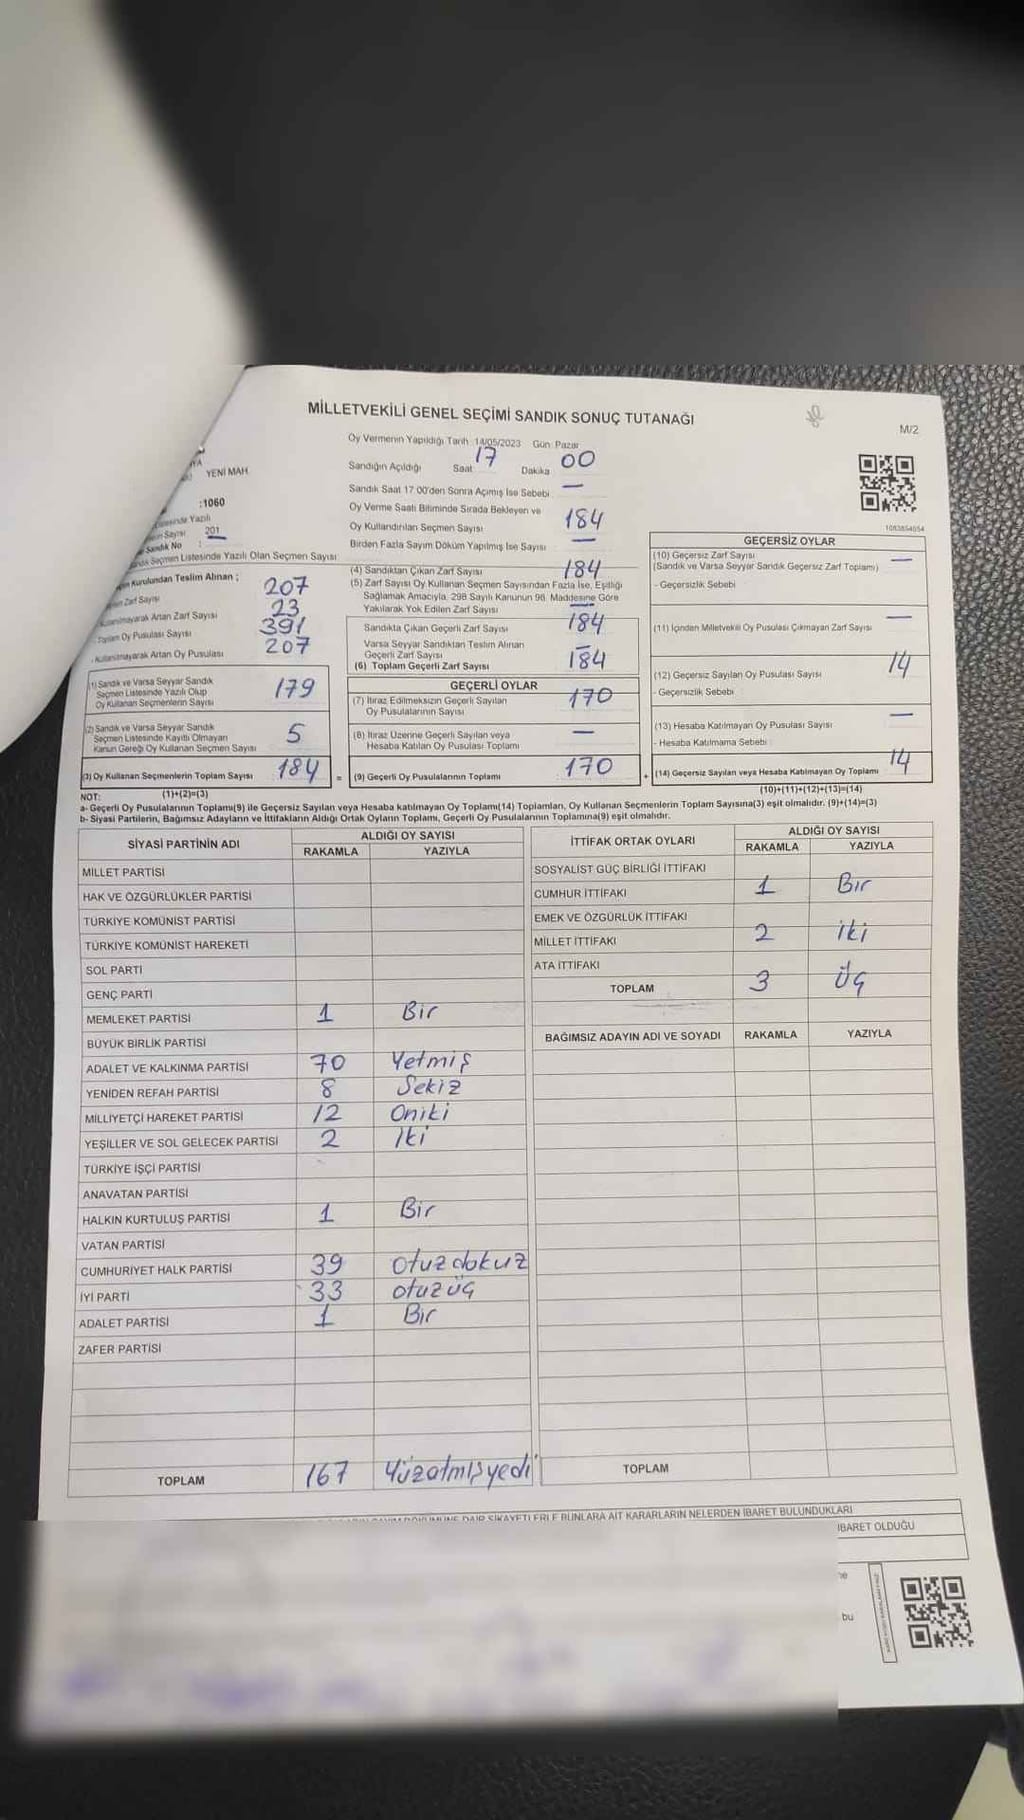 MİLLETVEKİLİ GENEL SEÇİMİ SANDIK SONUÇ TUTANAĞI
M/2
Oy Vermenin Yapıldığı Tarih :14/05/2023 Gün: Pazar
YENİ MAH.
Sandığın Açıldığı Saat 17 Dakika 00
Sandık Saat 17:00'den Sonra Açımış İse Sebebi —
:1060
Oy Verme Saati Bitiminde Sırada Bekleyen ve
Oy Kullandırılan Seçmen Sayısı 184
201
Birden Fazla Sayım Döküm Yapılmış İse Sayısı —
1083854554
Seçmen Listesinde Yazılı Olan Seçmen Sayısı
Kurulundan Teslim Alınan ;
Zarf Sayısı 207
Artan Zarf Sayısı 23
Oy Pusulası Sayısı 391
Artan Oy Pusulası 207
(4) Sandıktan Çıkan Zarf Sayısı 184
(5) Zarf Sayısı Oy Kullanan Seçmen Sayısından Fazla İse, Eşitliği
Sağlamak Amacıyla, 298 Sayılı Kanunun 98. Maddesine Göre
Yakılarak Yok Edilen Zarf Sayısı —
Sandıkta Çıkan Geçerli Zarf Sayısı 184
Varsa Seyyar Sandıktan Teslim Alınan
Geçerli Zarf Sayısı —
(6) Toplam Geçerli Zarf Sayısı 184
GEÇERSİZ OYLAR
(10) Geçersiz Zarf Sayısı —
(Sandık ve Varsa Seyyar Sandık Geçersiz Zarf Toplamı)
- Geçersizlik Sebebi
(11) İçinden Milletvekili Oy Pusulası Çıkmayan Zarf Sayısı —
(12) Geçersiz Sayılan Oy Pusulası Sayısı 14
- Geçersizlik Sebebi
(13) Hesaba Katılmayan Oy Pusulası Sayısı —
- Hesaba Katılmama Sebebi
(14) Geçersiz Sayılan veya Hesaba Katılmayan Oy Toplamı 14
(10)+(11)+(12)+(13)=(14)
(1) Sandık ve Varsa Seyyar Sandık
Seçmen Listesinde Yazılı Olup
Oy Kullanan Seçmenlerin Sayısı 179
(2) Sandık ve Varsa Seyyar Sandık
Seçmen Listesinde Kayıtlı Olmayan
Kanun Gereği Oy Kullanan Seçmen Sayısı 5
(3) Oy Kullanan Seçmenlerin Toplam Sayısı 184 =
GEÇERLİ OYLAR
(7) İtiraz Edilmeksizin Geçerli Sayılan
Oy Pusulalarının Sayısı 170
(8) İtiraz Üzerine Geçerli Sayılan veya
Hesaba Katılan Oy Pusulası Toplamı —
(9) Geçerli Oy Pusulalarının Toplamı 170 +
NOT: (1)+(2)=(3)
a- Geçerli Oy Pusulalarının Toplamı(9) ile Geçersiz Sayılan veya Hesaba katılmayan Oy Toplamı(14) Toplamları, Oy Kullanan Seçmenlerin Toplam Sayısına(3) eşit olmalıdır. (9)+(14)=(3)
b- Siyasi Partilerin, Bağımsız Adayların ve İttifakların Aldığı Ortak Oyların Toplamı, Geçerli Oy Pusulalarının Toplamına(9) eşit olmalıdır.
SİYASİ PARTİNİN ADI ALDIĞI OY SAYISI
RAKAMLA YAZIYLA
MİLLET PARTİSİ
HAK VE ÖZGÜRLÜKLER PARTİSİ
TÜRKİYE KOMÜNİST PARTİSİ
TÜRKİYE KOMÜNİST HAREKETİ
SOL PARTİ
GENÇ PARTİ
MEMLEKET PARTİSİ 1 Bir
BÜYÜK BİRLİK PARTİSİ
ADALET VE KALKINMA PARTİSİ 70 Yetmiş
YENİDEN REFAH PARTİSİ 8 Sekiz
MİLLİYETÇİ HAREKET PARTİSİ 12 Oniki
YEŞİLLER VE SOL GELECEK PARTİSİ 2 İki
TÜRKİYE İŞÇİ PARTİSİ
ANAVATAN PARTİSİ
HALKIN KURTULUŞ PARTİSİ 1 Bir
VATAN PARTİSİ
CUMHURİYET HALK PARTİSİ 39 otuzdokuz
İYİ PARTİ 33 otuzüç
ADALET PARTİSİ 1 Bir
ZAFER PARTİSİ
TOPLAM 167 Yüzatmışyedi
İTTİFAK ORTAK OYLARI ALDIĞI OY SAYISI
RAKAMLA YAZIYLA
SOSYALİST GÜÇ BİRLİĞİ İTTİFAKI
CUMHUR İTTİFAKI 1 Bir
EMEK VE ÖZGÜRLÜK İTTİFAKI
MİLLET İTTİFAKI 2 iki
ATA İTTİFAKI
TOPLAM 3 Üç
BAĞIMSIZ ADAYIN ADI VE SOYADI RAKAMLA YAZIYLA
TOPLAM
DAİR ŞİKAYETLERLE BUNLARA AİT KARARLARIN NELERDEN İBARET BULUNDUKLARI
İBARET OLDUĞU
bu